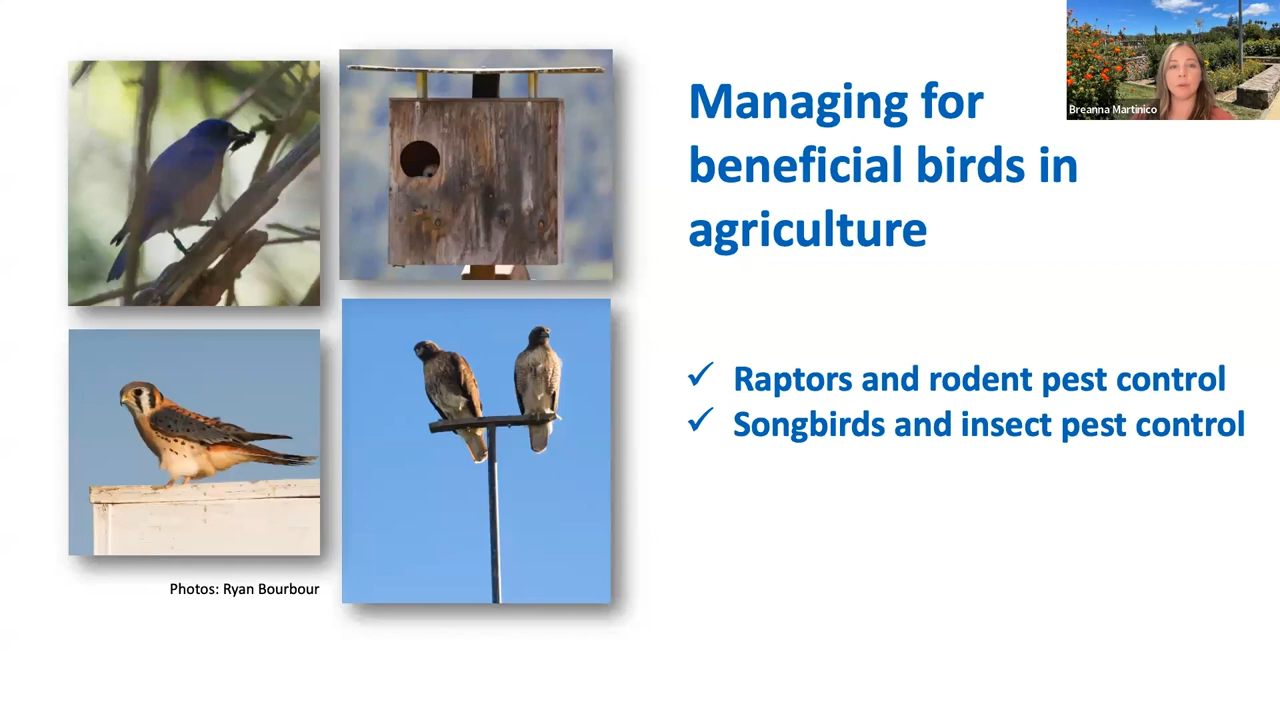 Managing for
beneficial birds in
agriculture
Breanna Martinico
✓ Raptors and rodent pest control
✓ Songbirds and insect pest control
Photos: Ryan Bourbour